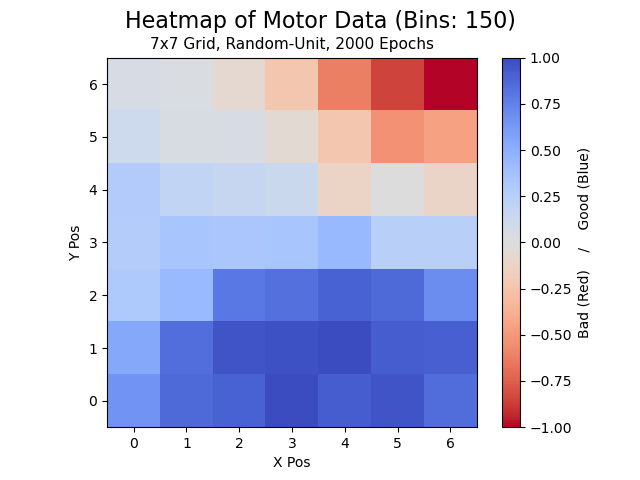 Heatmap of Motor Data (Bins: 150)
7x7 Grid, Random-Unit, 2000 Epochs
6
5
4
3
2
1
0
Y Pos
0 1 2 3 4 5 6
X Pos
1.00
0.75
0.50
0.25
0.00
−0.25
−0.50
−0.75
−1.00
Bad (Red) / Good (Blue)